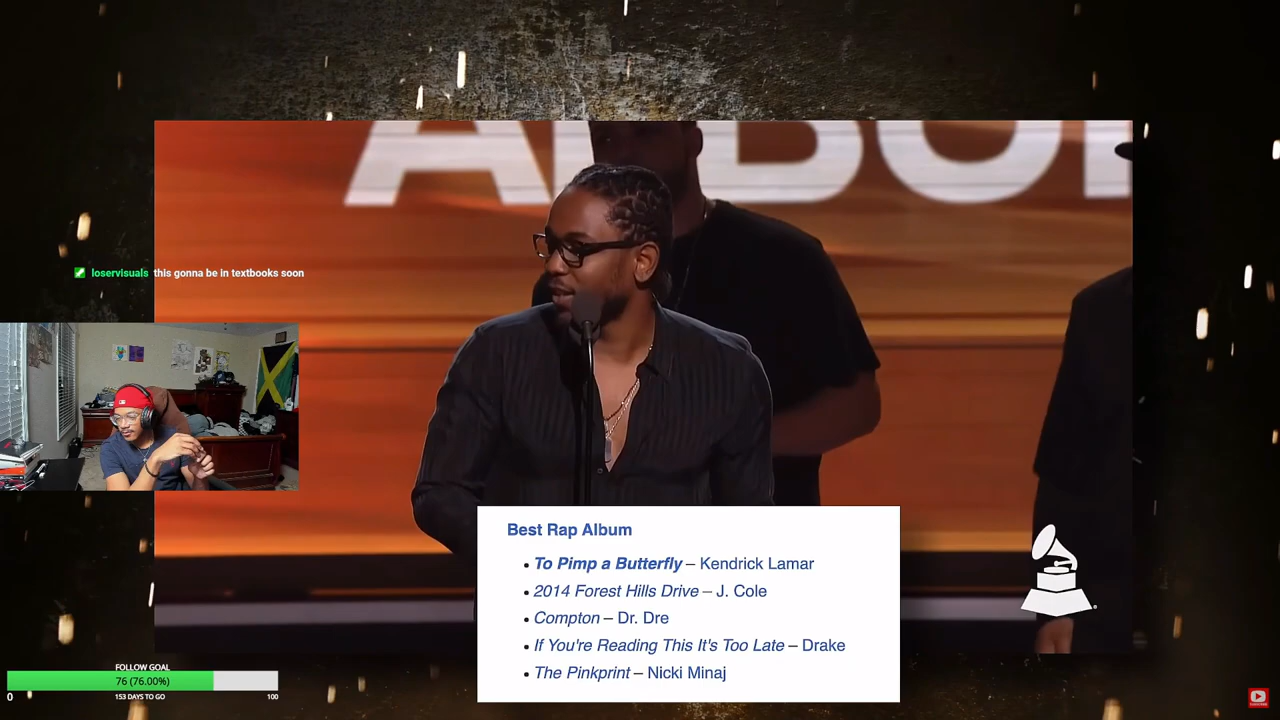 ALBU
loservisuals this gonna be in textbooks soon
Best Rap Album
• To Pimp a Butterfly – Kendrick Lamar
• 2014 Forest Hills Drive – J. Cole
• Compton – Dr. Dre
• If You're Reading This It's Too Late – Drake
• The Pinkprint – Nicki Minaj
FOLLOW GOAL
76 (76.00%)
0
153 DAYS TO GO
100